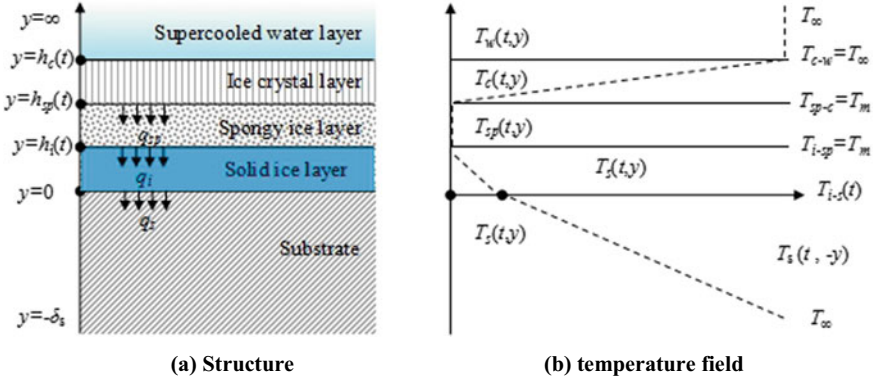 y=∞
Supercooled water layer
y=h_c(t)
Ice crystal layer
y=h_sp(t)
q_sp
Spongy ice layer
y=h_i(t)
q_i
Solid ice layer
y=0
q_s
Substrate
y=-δ_s
(a) Structure
T_∞
T_w(t,y)
T_c-w=T_∞
T_c(t,y)
T_sp-c=T_m
T_sp(t,y)
T_i-sp=T_m
T_s(t,y)
T_i-s(t)
T_s(t,y)
T_s(t , -y)
T_∞
(b) temperature field